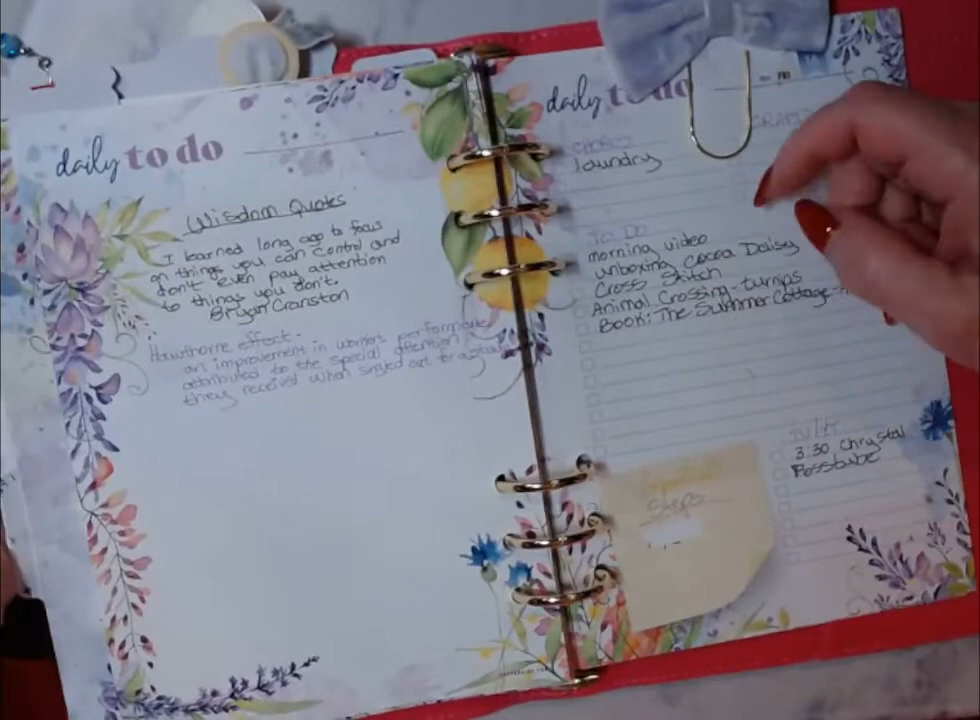 daily to do
Wisdom Quotes
I learned long ago to focus
on things you can control and
don't even pay attention
to things you don't.
Bryan Cranston
Hawthorne effect-
an improvement in workers performance
attributed to the special attention
they received when singled out for a study
daily to do
FRI
CHORES
laundry
TO DO
morning video
unboxing Cocoa Daisy
Cross Stitch
Animal Crossing-turnips
Book: The Summer Cottage
3:30 Chrystal
Steps